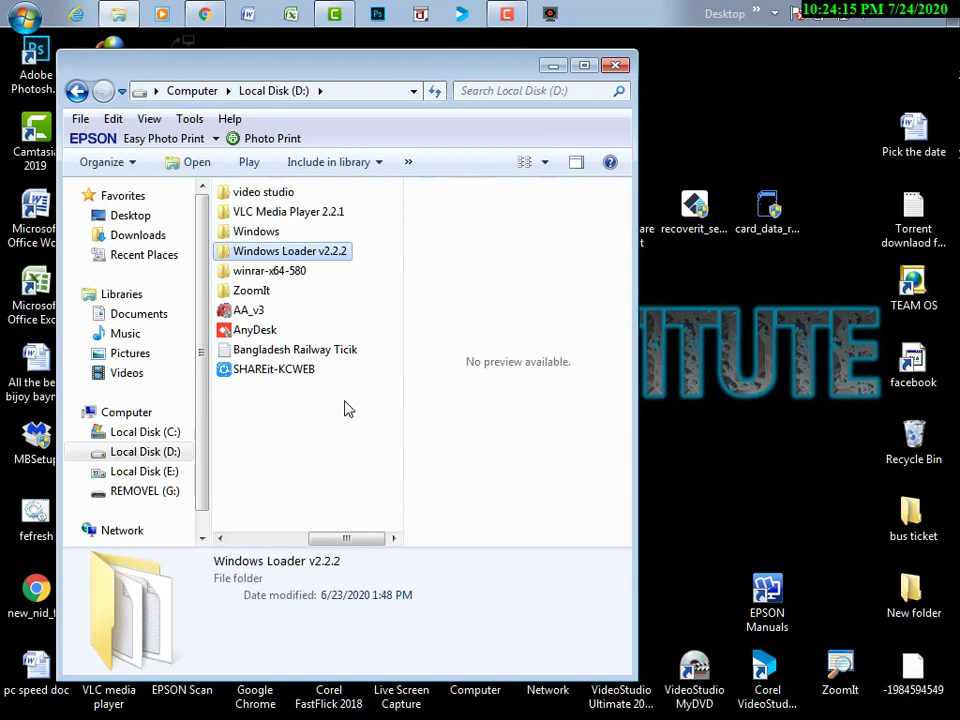 Desktop »
10:24:15 PM 7/24/2020
Adobe
Photosh...
Camtasia
2019
Microsoft
Office Wo...
Microsoft
Office Exc...
All the be
bijoy bayn
MBSetu
fefresh
new_nid_f
pc speed doc
Computer
Local Disk (D:)
Search Local Disk (D:)
File
Edit
View
Tools
Help
EPSON
Easy Photo Print
Photo Print
Organize
Open
Play
Include in library
»
Favorites
Desktop
Downloads
Recent Places
Libraries
Documents
Music
Pictures
Videos
Computer
Local Disk (C:)
Local Disk (D:)
Local Disk (E:)
REMOVEL (G:)
Network
video studio
VLC Media Player 2.2.1
Windows
Windows Loader v2.2.2
winrar-x64-580
ZoomIt
AA_v3
AnyDesk
Bangladesh Railway Ticik
SHAREit-KCWEB
No preview available.
Windows Loader v2.2.2
File folder
Date modified: 6/23/2020 1:48 PM
TITUTE
are
it
recoverit_se...
card_data_r...
Pick the date
Torrent
downlaod f...
TEAM OS
facebook
Recycle Bin
bus ticket
New folder
EPSON
Manuals
VLC media
player
EPSON Scan
Google
Chrome
Corel
FastFlick 2018
Live Screen
Capture
Computer
Network
VideoStudio
Ultimate 20...
VideoStudio
MyDVD
Corel
VideoStud...
ZoomIt
-1984594549